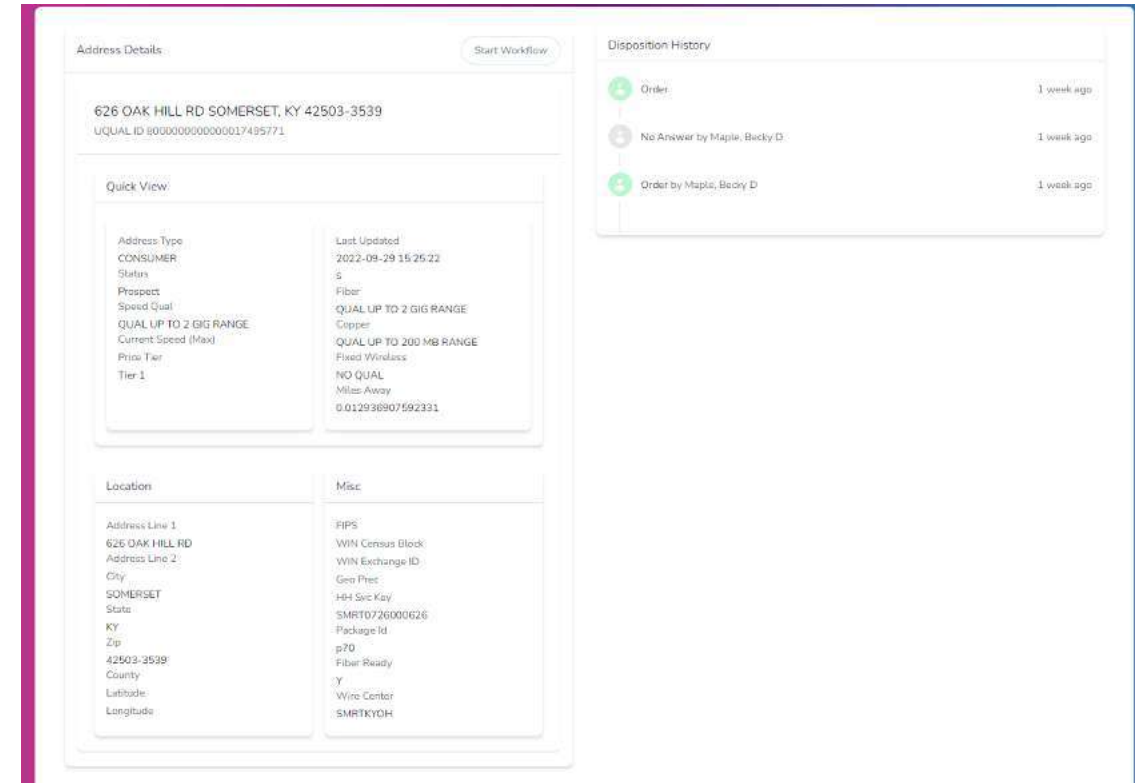 Address Details
Start Workflow
626 OAK HILL RD SOMERSET, KY 42503-3539
UQUAL ID
Quick View
Address Type
CONSUMER
Status
Prospect
Speed Qual
QUAL UP TO 2 GIG RANGE
Current Speed (Max)
Price Tier
Tier 1
Last Updated
2022-09-29 15:25:22
s
Fiber
QUAL UP TO 2 GIG RANGE
Copper
QUAL UP TO 200 MB RANGE
Fixed Wireless
NO QUAL
Miles Away
Location
Address Line 1
626 OAK HILL RD
Address Line 2
City
SOMERSET
State
KY
Zip
42503-3539
County
Latitude
Longitude
Misc
FIPS
WIN Census Block
WIN Exchange ID
Geo Prec
HH Svc Key
SMRT0726000626
Package Id
p70
Fiber Ready
Y
Wire Center
SMRTKYOH
Disposition History
Order
1 week ago
No Answer by Maple, Becky D
1 week ago
Order by Maple, Becky D
1 week ago